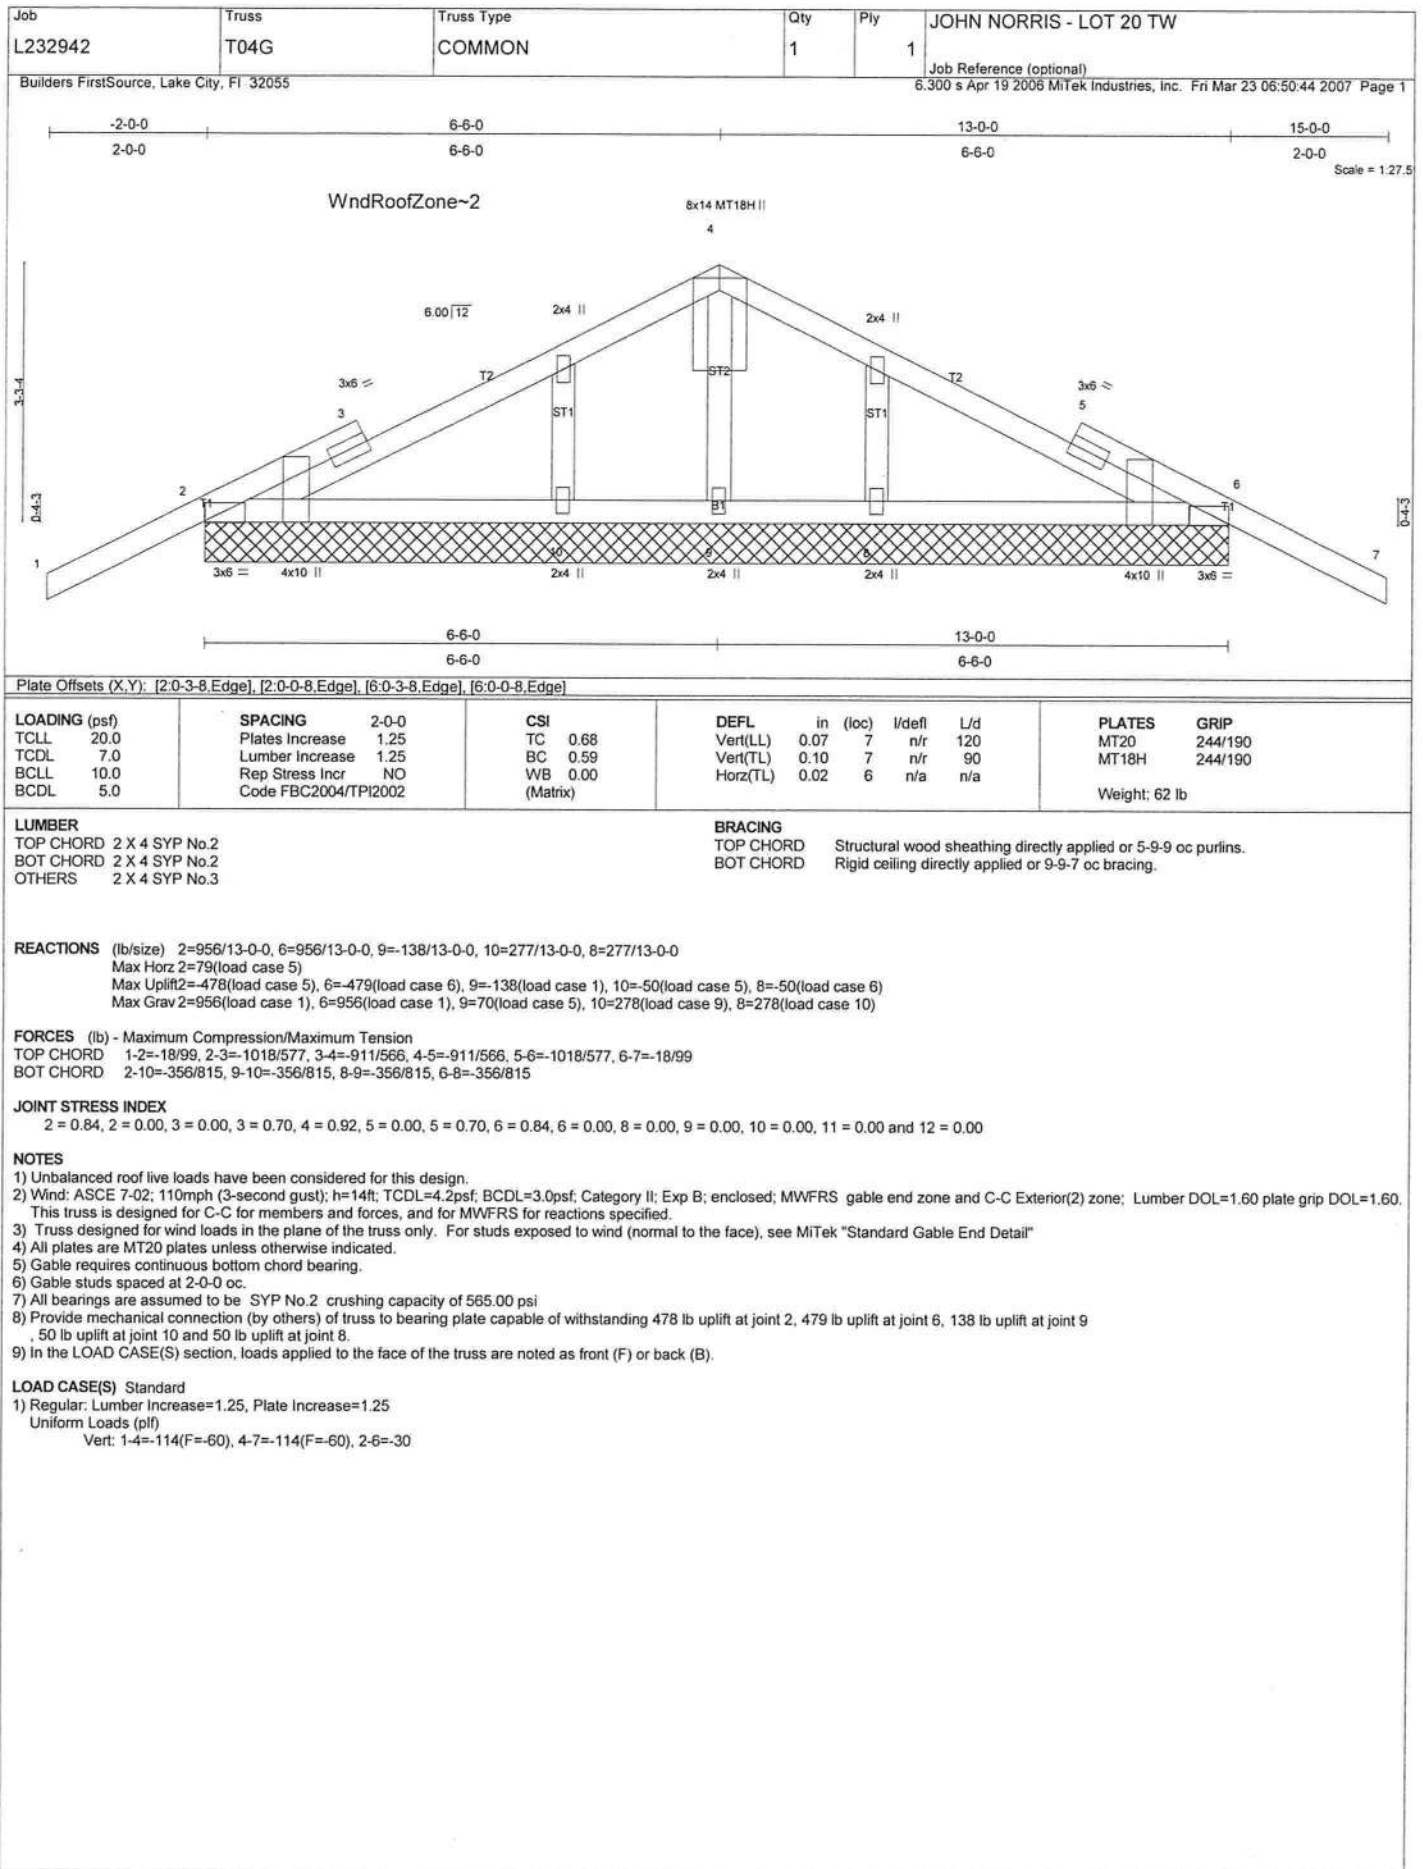 Job
Truss
Truss Type
Qty
Ply
JOHN NORRIS - LOT 20 TW
L232942
T04G
COMMON
1
1
Job Reference (optional)
Builders FirstSource, Lake City, Fl 32055
6.300 s Apr 19 2006 MiTek Industries, Inc. Fri Mar 23 06:50:44 2007 Page 1
-2-0-0
6-6-0
13-0-0
15-0-0
2-0-0
6-6-0
6-6-0
2-0-0
Scale = 1:27.5
WndRoofZone~2
8x14 MT18H ||
4
6.00 12
2x4 ||
2x4 ||
T2
ST2
T2
3x6 =
3x6 =
3-3-4
3
ST1
ST1
5
2
6
0-4-3
T1
B1
T1
0-4-3
1
10
9
8
7
3x6 =
4x10 ||
2x4 ||
2x4 ||
2x4 ||
4x10 ||
3x6 =
6-6-0
13-0-0
6-6-0
6-6-0
Plate Offsets (X,Y): [2:0-3-8,Edge], [2:0-0-8,Edge], [6:0-3-8,Edge], [6:0-0-8,Edge]
LOADING (psf)
TCLL 20.0
TCDL 7.0
BCLL 10.0
BCDL 5.0
SPACING 2-0-0
Plates Increase 1.25
Lumber Increase 1.25
Rep Stress Incr NO
Code FBC2004/TPI2002
CSI
TC 0.68
BC 0.59
WB 0.00
(Matrix)
DEFL in (loc) l/defl L/d
Vert(LL) 0.07 7 n/r 120
Vert(TL) 0.10 7 n/r 90
Horz(TL) 0.02 6 n/a n/a
PLATES GRIP
MT20 244/190
MT18H 244/190
Weight: 62 lb
LUMBER
TOP CHORD 2 X 4 SYP No.2
BOT CHORD 2 X 4 SYP No.2
OTHERS 2 X 4 SYP No.3
BRACING
TOP CHORD Structural wood sheathing directly applied or 5-9-9 oc purlins.
BOT CHORD Rigid ceiling directly applied or 9-9-7 oc bracing.
REACTIONS (lb/size) 2=956/13-0-0, 6=956/13-0-0, 9=-138/13-0-0, 10=277/13-0-0, 8=277/13-0-0
Max Horz 2=79(load case 5)
Max Uplift2=-478(load case 5), 6=-479(load case 6), 9=-138(load case 1), 10=-50(load case 5), 8=-50(load case 6)
Max Grav 2=956(load case 1), 6=956(load case 1), 9=70(load case 5), 10=278(load case 9), 8=278(load case 10)
FORCES (lb) - Maximum Compression/Maximum Tension
TOP CHORD 1-2=-18/99, 2-3=-1018/577, 3-4=-911/566, 4-5=-911/566, 5-6=-1018/577, 6-7=-18/99
BOT CHORD 2-10=-356/815, 9-10=-356/815, 8-9=-356/815, 6-8=-356/815
JOINT STRESS INDEX
2 = 0.84, 2 = 0.00, 3 = 0.00, 3 = 0.70, 4 = 0.92, 5 = 0.00, 5 = 0.70, 6 = 0.84, 6 = 0.00, 8 = 0.00, 9 = 0.00, 10 = 0.00, 11 = 0.00 and 12 = 0.00
NOTES
1) Unbalanced roof live loads have been considered for this design.
2) Wind: ASCE 7-02; 110mph (3-second gust); h=14ft; TCDL=4.2psf; BCDL=3.0psf; Category II; Exp B; enclosed; MWFRS gable end zone and C-C Exterior(2) zone; Lumber DOL=1.60 plate grip DOL=1.60.
This truss is designed for C-C for members and forces, and for MWFRS for reactions specified.
3) Truss designed for wind loads in the plane of the truss only. For studs exposed to wind (normal to the face), see MiTek "Standard Gable End Detail"
4) All plates are MT20 plates unless otherwise indicated.
5) Gable requires continuous bottom chord bearing.
6) Gable studs spaced at 2-0-0 oc.
7) All bearings are assumed to be SYP No.2 crushing capacity of 565.00 psi
8) Provide mechanical connection (by others) of truss to bearing plate capable of withstanding 478 lb uplift at joint 2, 479 lb uplift at joint 6, 138 lb uplift at joint 9
, 50 lb uplift at joint 10 and 50 lb uplift at joint 8.
9) In the LOAD CASE(S) section, loads applied to the face of the truss are noted as front (F) or back (B).
LOAD CASE(S) Standard
1) Regular: Lumber Increase=1.25, Plate Increase=1.25
Uniform Loads (plf)
Vert: 1-4=-114(F=-60), 4-7=-114(F=-60), 2-6=-30